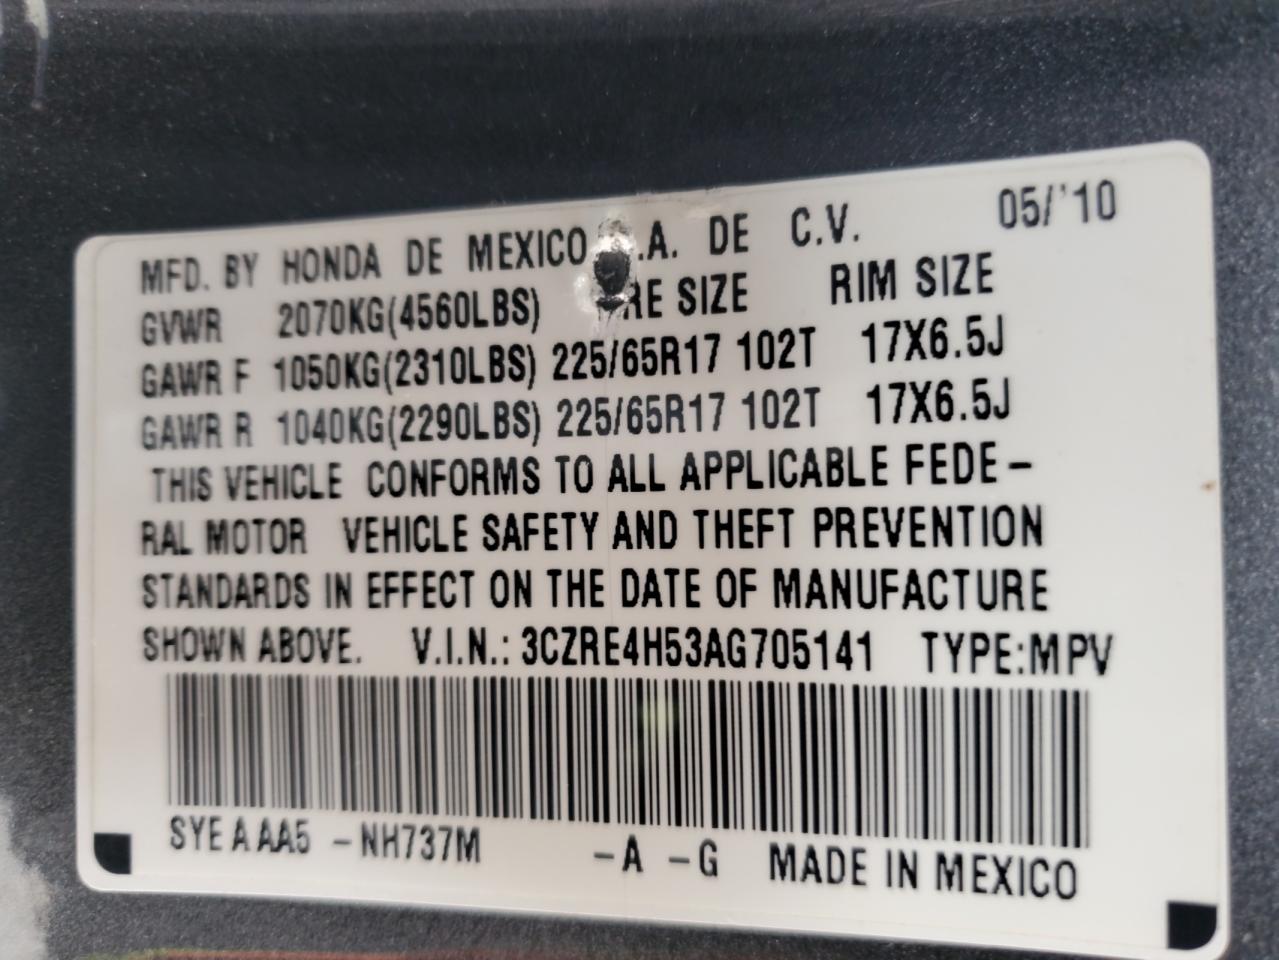 MFD. BY HONDA DE MEXICO .A. DE C.V. 05/'10
GVWR 2070KG(4560LBS) RE SIZE RIM SIZE
GAWR F 1050KG(2310LBS) 225/65R17 102T 17X6.5J
GAWR R 1040KG(2290LBS) 225/65R17 102T 17X6.5J
THIS VEHICLE CONFORMS TO ALL APPLICABLE FEDE-
RAL MOTOR VEHICLE SAFETY AND THEFT PREVENTION
STANDARDS IN EFFECT ON THE DATE OF MANUFACTURE
SHOWN ABOVE. V.I.N.: 3CZRE4H53AG705141 TYPE:MPV
SYE A AA5 -NH737M -A -G MADE IN MEXICO